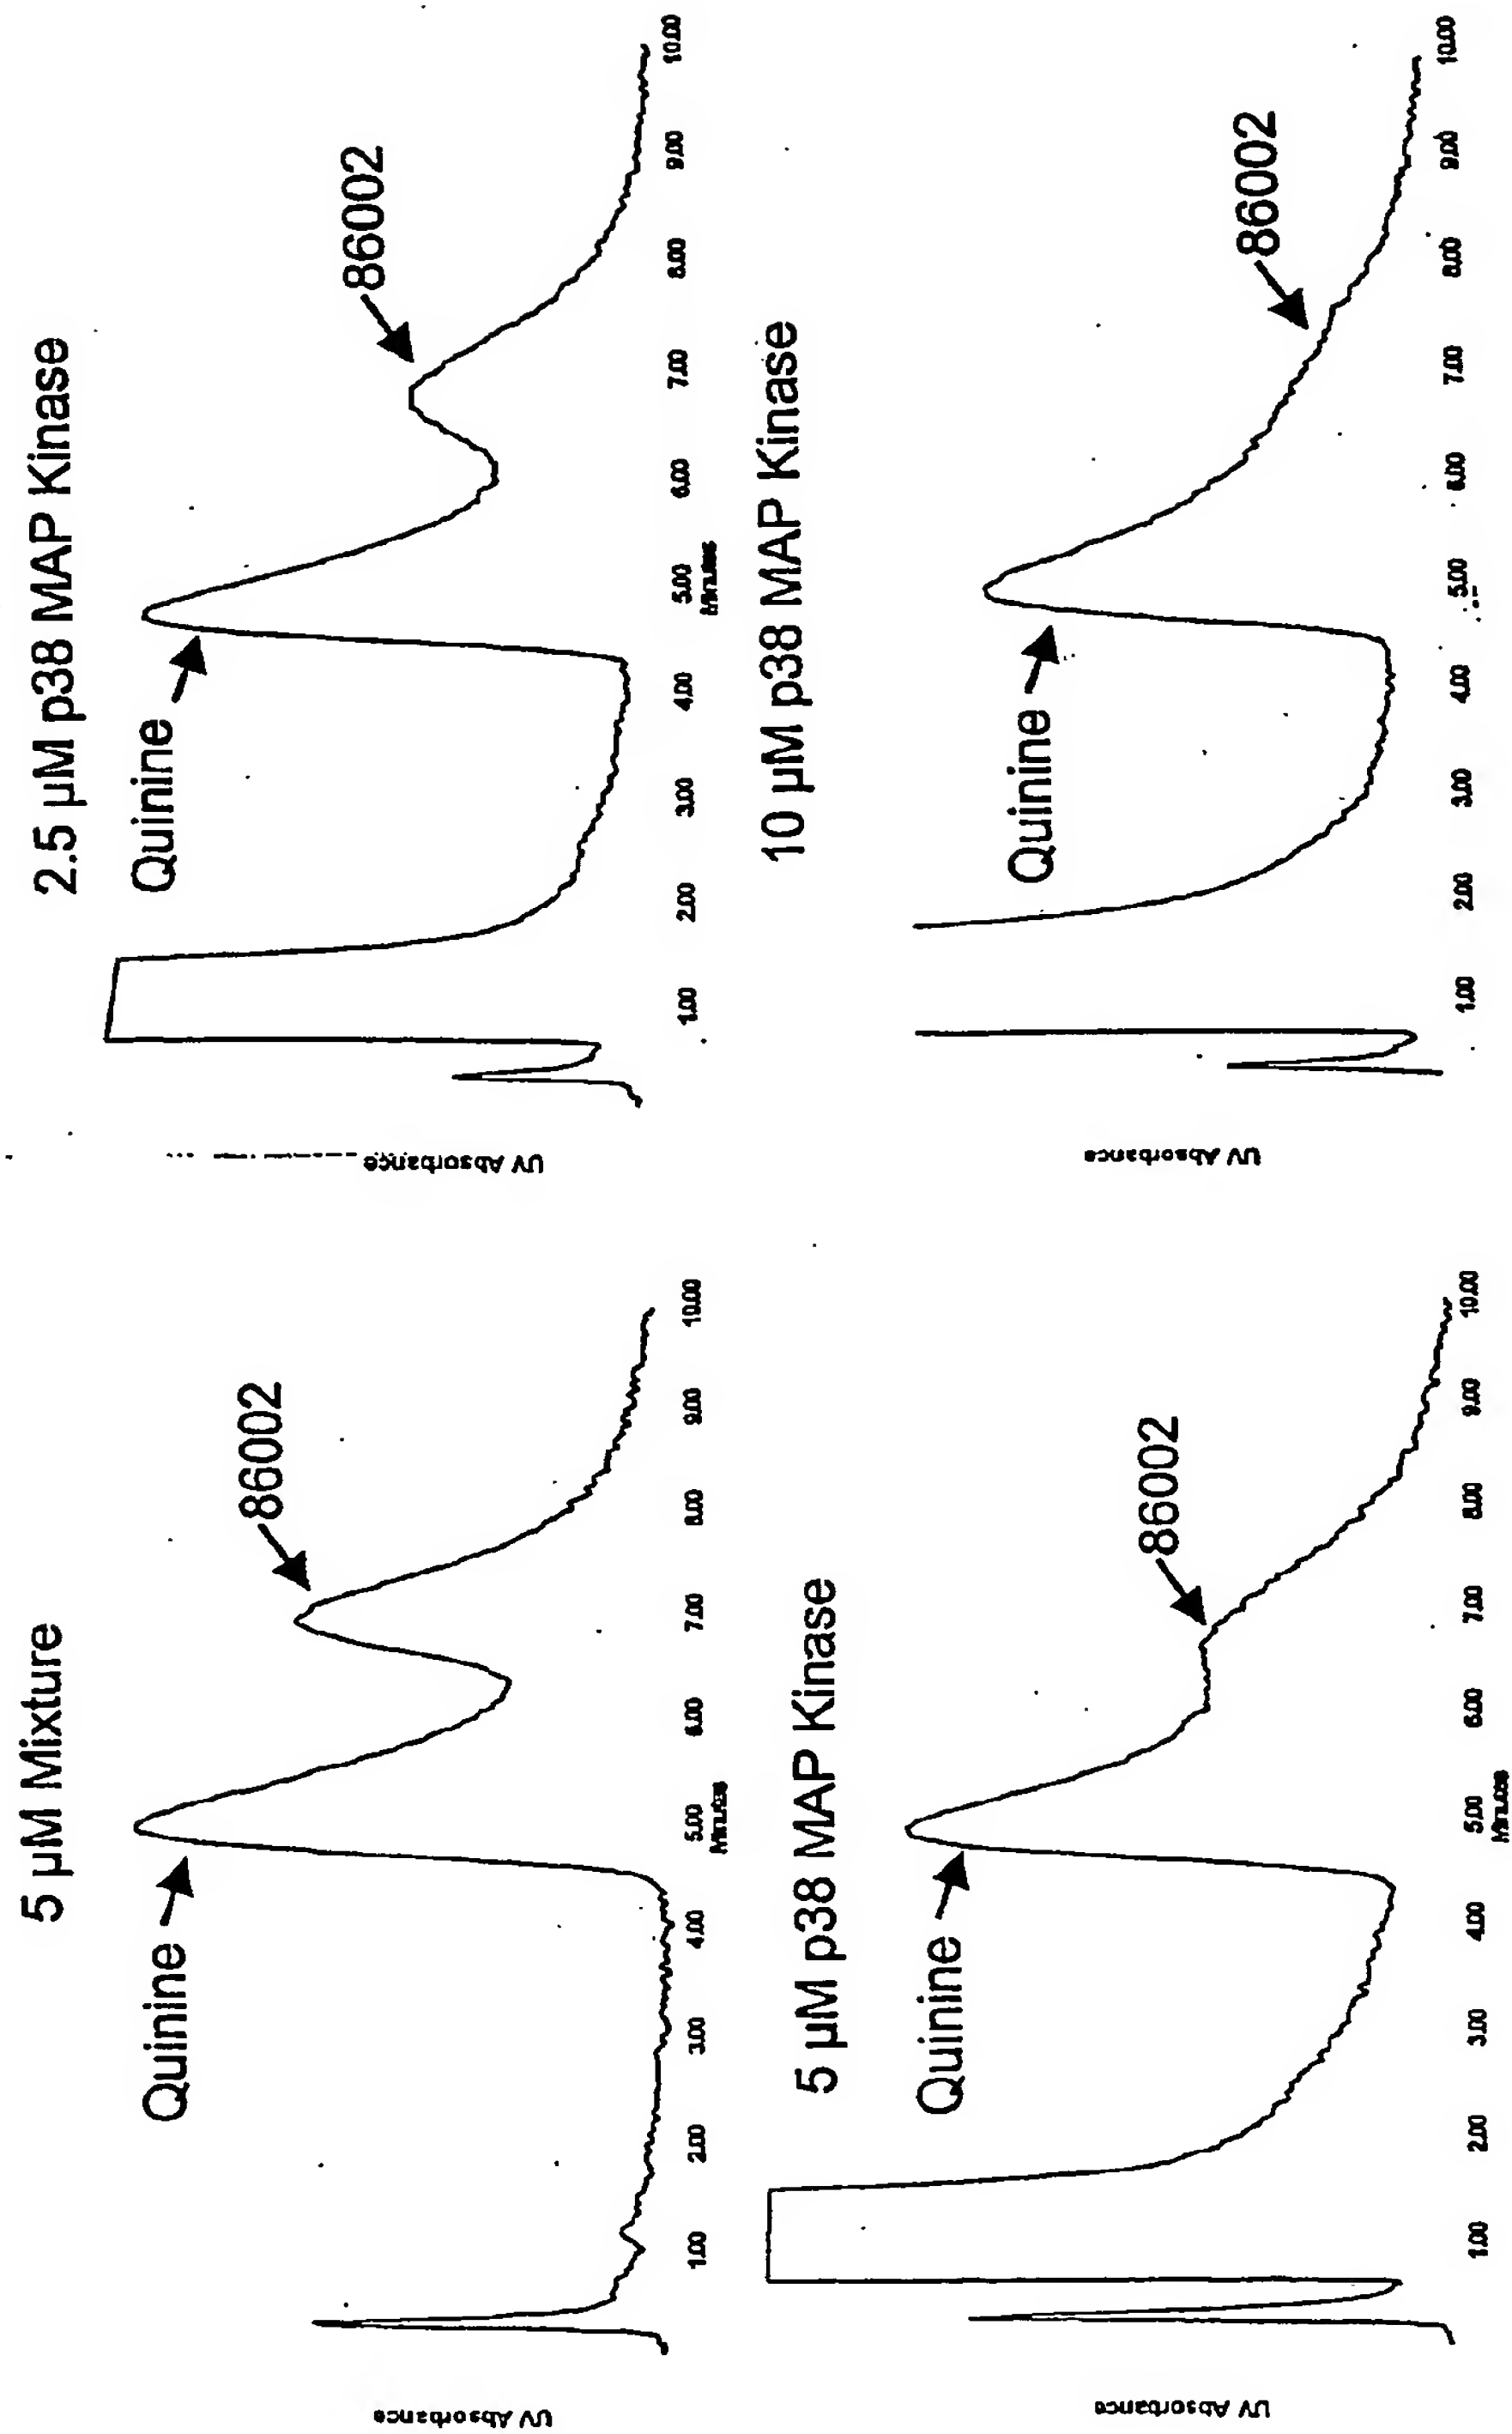 5 µM Mixture
Quinine
86002
UV Absorbance
1.00 2.00 3.00 4.00 5.00 6.00 7.00 8.00 9.00 10.00
Minutes
2.5 µM p38 MAP Kinase
Quinine
86002
UV Absorbance
1.00 2.00 3.00 4.00 5.00 6.00 7.00 8.00 9.00 10.00
Minutes
5 µM p38 MAP Kinase
Quinine
86002
UV Absorbance
1.00 2.00 3.00 4.00 5.00 6.00 7.00 8.00 9.00 10.00
Minutes
10 µM p38 MAP Kinase
Quinine
86002
UV Absorbance
1.00 2.00 3.00 4.00 5.00 6.00 7.00 8.00 9.00 10.00